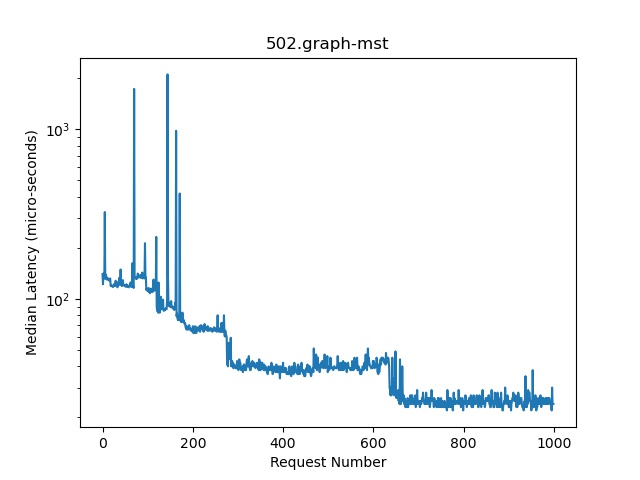 502.graph-mst
Median Latency (micro-seconds)
10³
10²
0 200 400 600 800 1000
Request Number